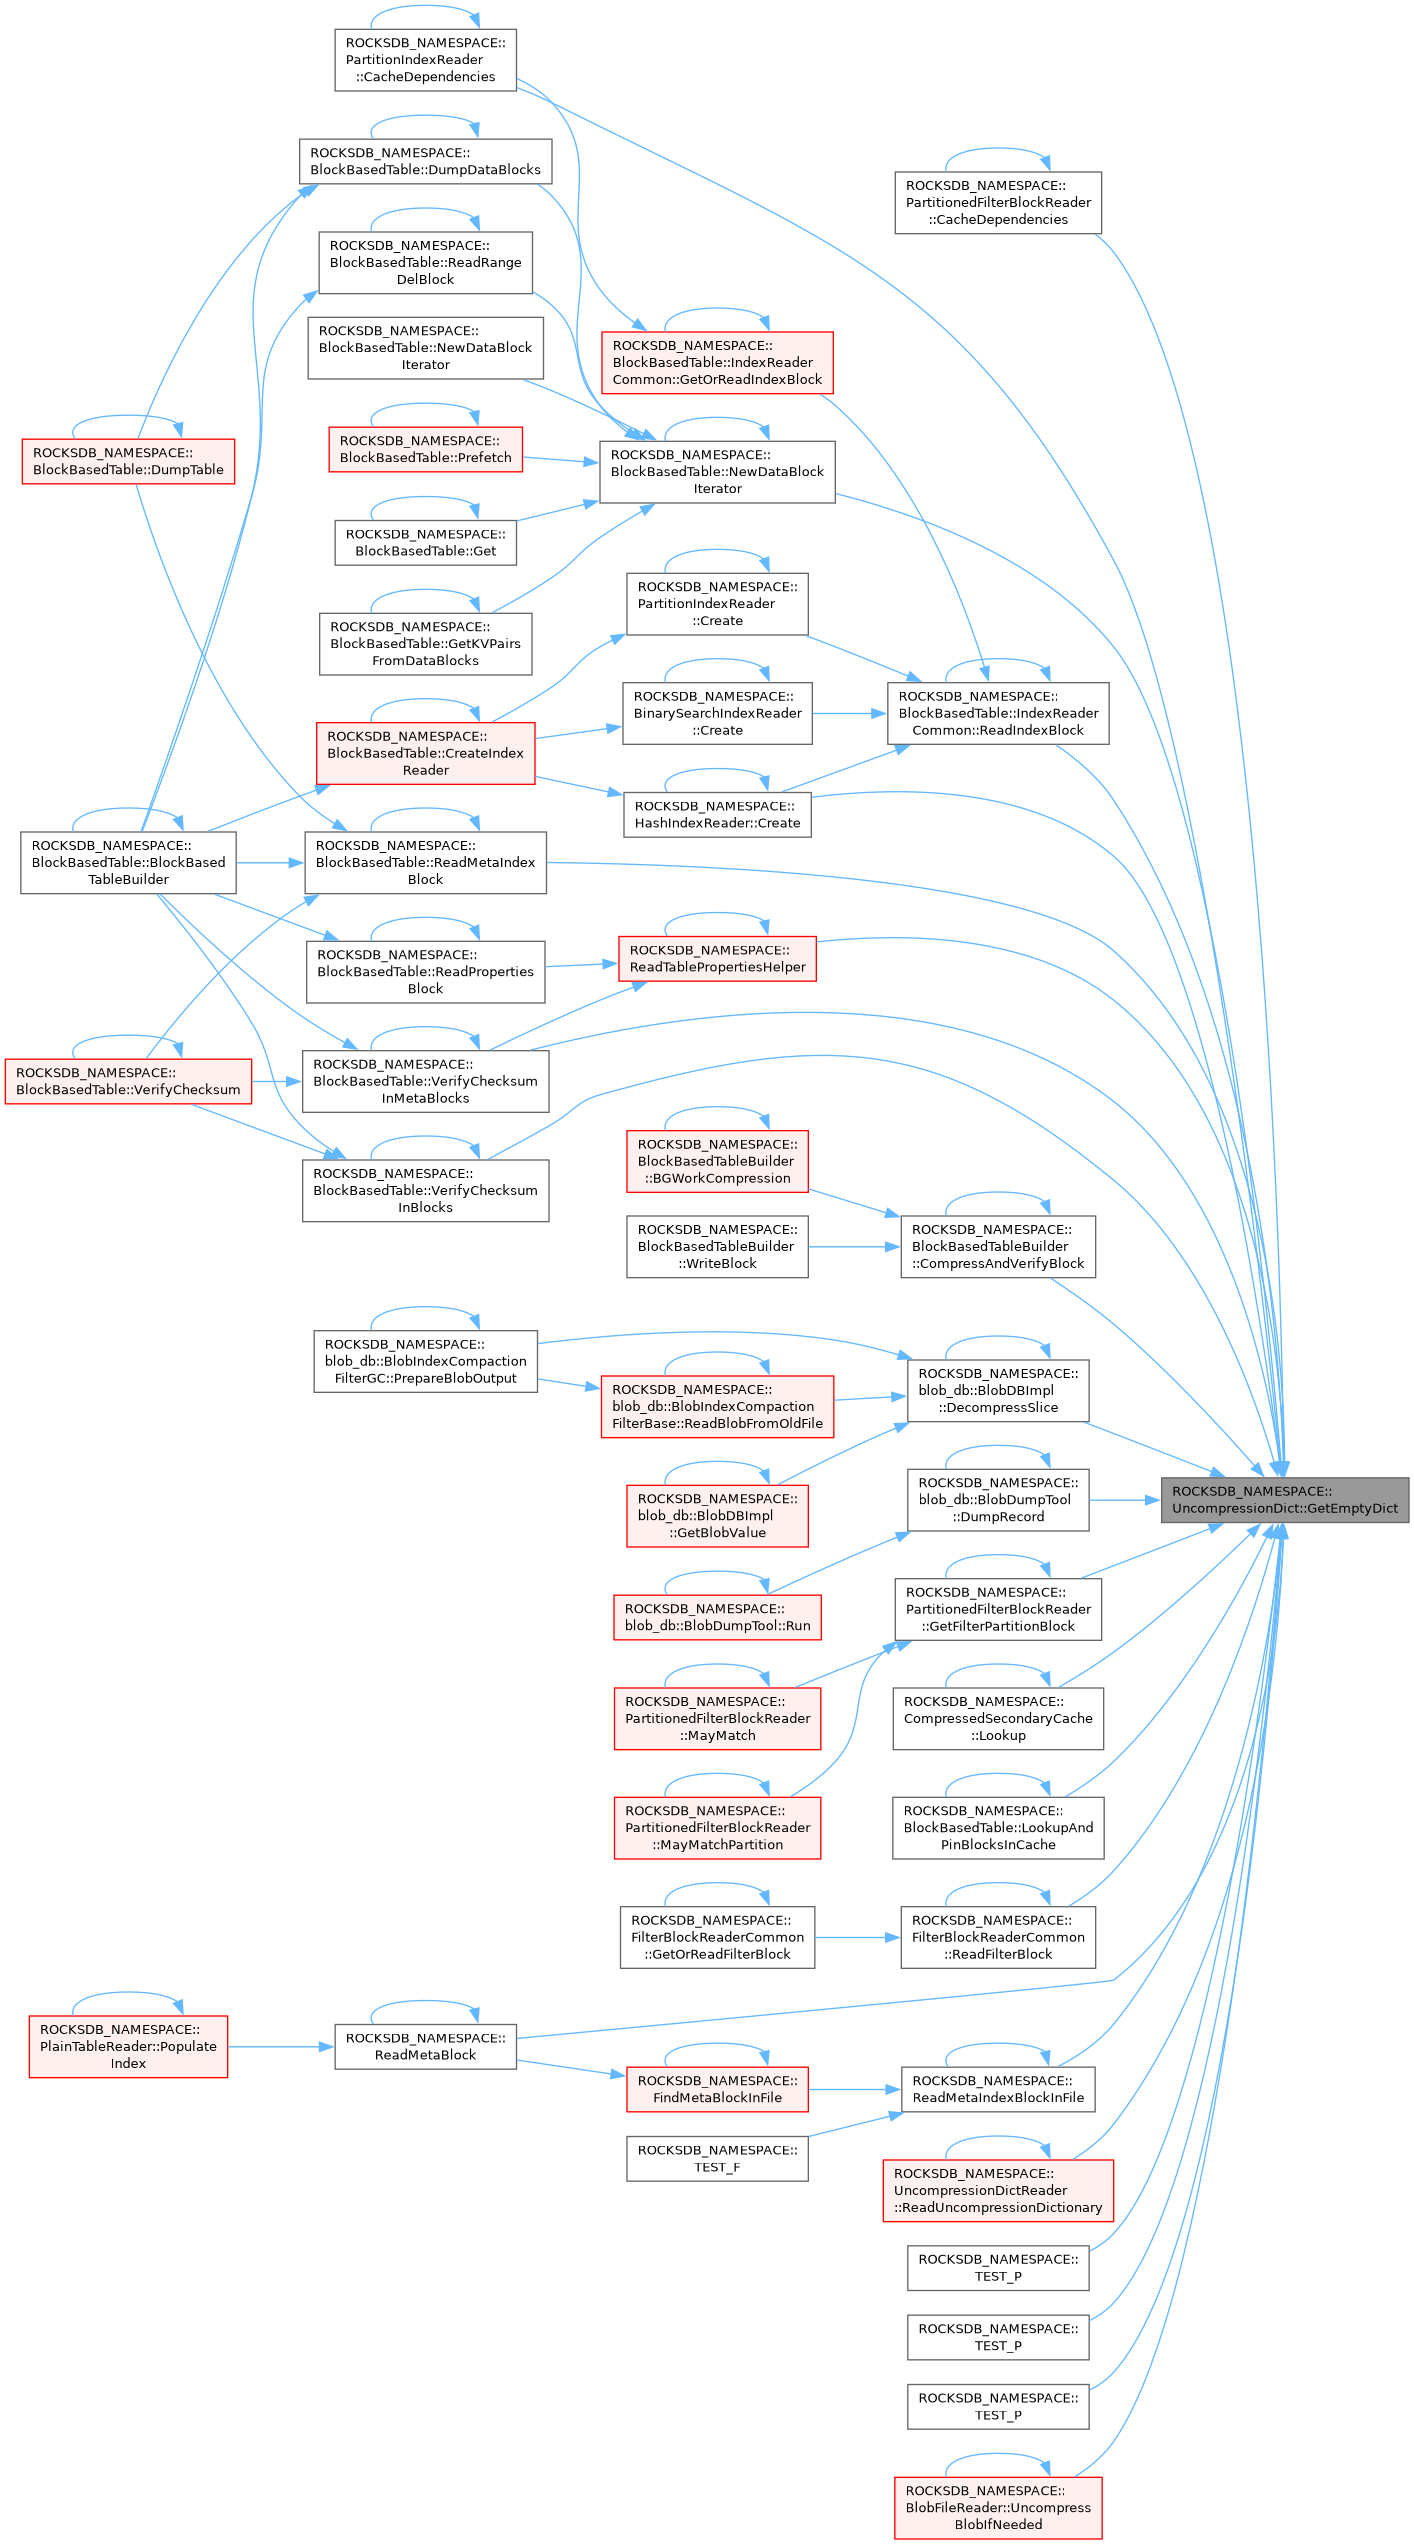 ROCKSDB_NAMESPACE::
PartitionIndexReader
::CacheDependencies
ROCKSDB_NAMESPACE::
BlockBasedTable::DumpDataBlocks
ROCKSDB_NAMESPACE::
PartitionedFilterBlockReader
::CacheDependencies
ROCKSDB_NAMESPACE::
BlockBasedTable::ReadRange
DelBlock
ROCKSDB_NAMESPACE::
BlockBasedTable::NewDataBlock
Iterator
ROCKSDB_NAMESPACE::
BlockBasedTable::IndexReader
Common::GetOrReadIndexBlock
ROCKSDB_NAMESPACE::
BlockBasedTable::DumpTable
ROCKSDB_NAMESPACE::
BlockBasedTable::Prefetch
ROCKSDB_NAMESPACE::
BlockBasedTable::NewDataBlock
Iterator
ROCKSDB_NAMESPACE::
BlockBasedTable::Get
ROCKSDB_NAMESPACE::
PartitionIndexReader
::Create
ROCKSDB_NAMESPACE::
BlockBasedTable::GetKVPairs
FromDataBlocks
ROCKSDB_NAMESPACE::
BinarySearchIndexReader
::Create
ROCKSDB_NAMESPACE::
BlockBasedTable::IndexReader
Common::ReadIndexBlock
ROCKSDB_NAMESPACE::
BlockBasedTable::CreateIndex
Reader
ROCKSDB_NAMESPACE::
HashIndexReader::Create
ROCKSDB_NAMESPACE::
BlockBasedTable::BlockBased
TableBuilder
ROCKSDB_NAMESPACE::
BlockBasedTable::ReadMetaIndex
Block
ROCKSDB_NAMESPACE::
BlockBasedTable::ReadProperties
Block
ROCKSDB_NAMESPACE::
ReadTablePropertiesHelper
ROCKSDB_NAMESPACE::
BlockBasedTable::VerifyChecksum
ROCKSDB_NAMESPACE::
BlockBasedTable::VerifyChecksum
InMetaBlocks
ROCKSDB_NAMESPACE::
BlockBasedTable::VerifyChecksum
InBlocks
ROCKSDB_NAMESPACE::
BlockBasedTableBuilder
::BGWorkCompression
ROCKSDB_NAMESPACE::
BlockBasedTableBuilder
::WriteBlock
ROCKSDB_NAMESPACE::
BlockBasedTableBuilder
::CompressAndVerifyBlock
ROCKSDB_NAMESPACE::
blob_db::BlobIndexCompaction
FilterGC::PrepareBlobOutput
ROCKSDB_NAMESPACE::
blob_db::BlobIndexCompaction
FilterBase::ReadBlobFromOldFile
ROCKSDB_NAMESPACE::
blob_db::BlobDBImpl
::DecompressSlice
ROCKSDB_NAMESPACE::
blob_db::BlobDBImpl
::GetBlobValue
ROCKSDB_NAMESPACE::
blob_db::BlobDumpTool
::DumpRecord
ROCKSDB_NAMESPACE::
UncompressionDict::GetEmptyDict
ROCKSDB_NAMESPACE::
blob_db::BlobDumpTool::Run
ROCKSDB_NAMESPACE::
PartitionedFilterBlockReader
::GetFilterPartitionBlock
ROCKSDB_NAMESPACE::
PartitionedFilterBlockReader
::MayMatch
ROCKSDB_NAMESPACE::
CompressedSecondaryCache
::Lookup
ROCKSDB_NAMESPACE::
PartitionedFilterBlockReader
::MayMatchPartition
ROCKSDB_NAMESPACE::
BlockBasedTable::LookupAnd
PinBlocksInCache
ROCKSDB_NAMESPACE::
FilterBlockReaderCommon
::GetOrReadFilterBlock
ROCKSDB_NAMESPACE::
FilterBlockReaderCommon
::ReadFilterBlock
ROCKSDB_NAMESPACE::
PlainTableReader::Populate
Index
ROCKSDB_NAMESPACE::
ReadMetaBlock
ROCKSDB_NAMESPACE::
FindMetaBlockInFile
ROCKSDB_NAMESPACE::
ReadMetaIndexBlockInFile
ROCKSDB_NAMESPACE::
TEST_F
ROCKSDB_NAMESPACE::
UncompressionDictReader
::ReadUncompressionDictionary
ROCKSDB_NAMESPACE::
TEST_P
ROCKSDB_NAMESPACE::
TEST_P
ROCKSDB_NAMESPACE::
TEST_P
ROCKSDB_NAMESPACE::
BlobFileReader::Uncompress
BlobIfNeeded